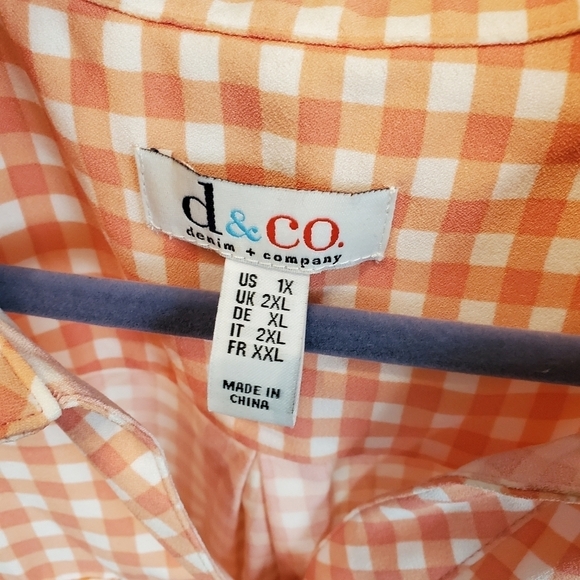 d&co.
denim + company
US 1X
UK 2XL
DE XL
IT 2XL
FR XXL
MADE IN
CHINA